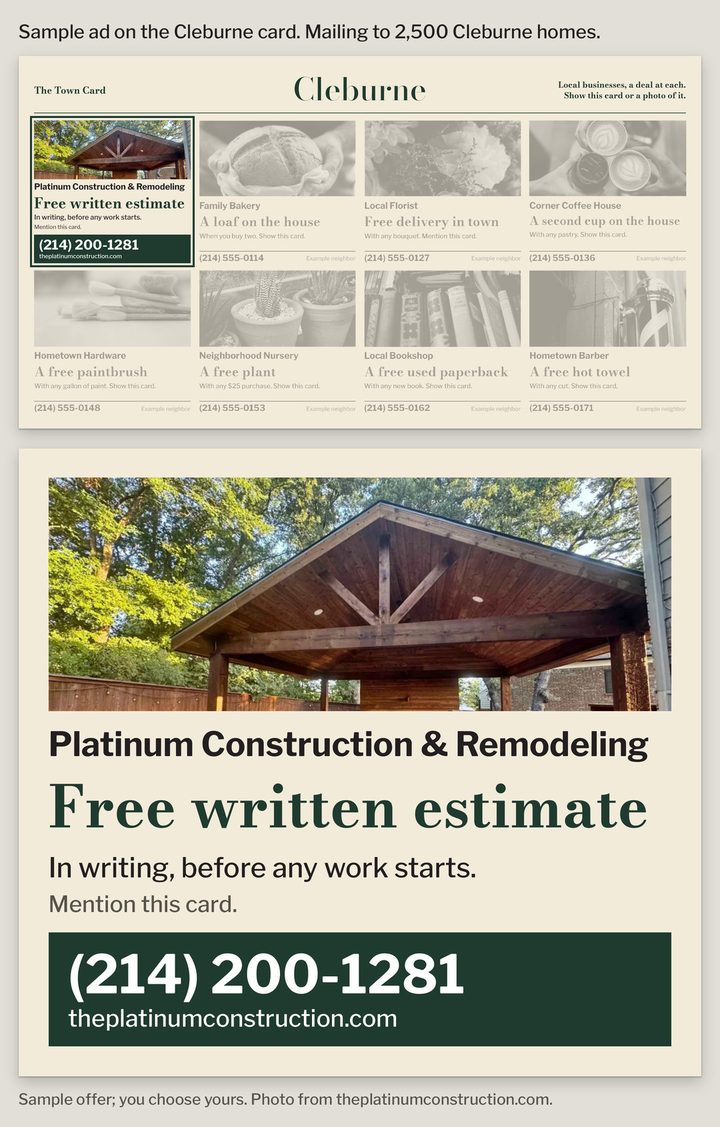 Sample ad on the Cleburne card. Mailing to 2,500 Cleburne homes.
The Town Card
Cleburne
Local businesses, a deal at each.
Show this card or a photo of it.
Platinum Construction & Remodeling
Free written estimate
In writing, before any work starts.
Mention this card.
(214) 200-1281
theplatinumconstruction.com
Family Bakery
A loaf on the house
When you buy two. Show this card.
(214) 555-0114
Example neighbor
Local Florist
Free delivery in town
With any bouquet. Mention this card.
(214) 555-0127
Example neighbor
Corner Coffee House
A second cup on the house
With any pastry. Show this card.
(214) 555-0136
Example neighbor
Hometown Hardware
A free paintbrush
With any gallon of paint. Show this card.
(214) 555-0148
Example neighbor
Neighborhood Nursery
A free plant
With any $25 purchase. Show this card.
(214) 555-0153
Example neighbor
Local Bookshop
A free used paperback
With any new book. Show this card.
(214) 555-0162
Example neighbor
Hometown Barber
A free hot towel
With any cut. Show this card.
(214) 555-0171
Example neighbor
Platinum Construction & Remodeling
Free written estimate
In writing, before any work starts.
Mention this card.
(214) 200-1281
theplatinumconstruction.com
Sample offer; you choose yours. Photo from theplatinumconstruction.com.